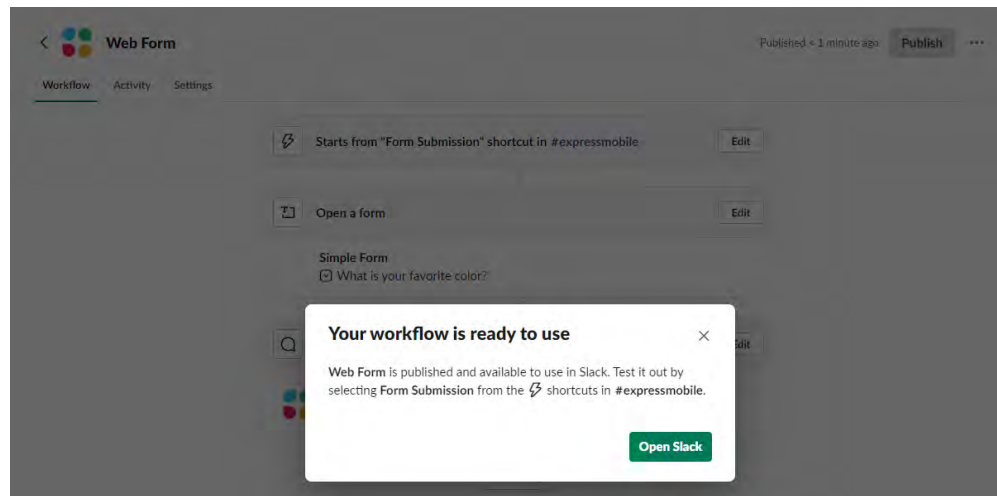 Web Form
Published < 1 minute ago
Publish
Workflow Activity Settings
Starts from "Form Submission" shortcut in #expressmobile
Edit
Open a form
Edit
Simple Form
What is your favorite color?
Edit
Your workflow is ready to use
Web Form is published and available to use in Slack. Test it out by
selecting Form Submission from the shortcuts in #expressmobile.
Open Slack